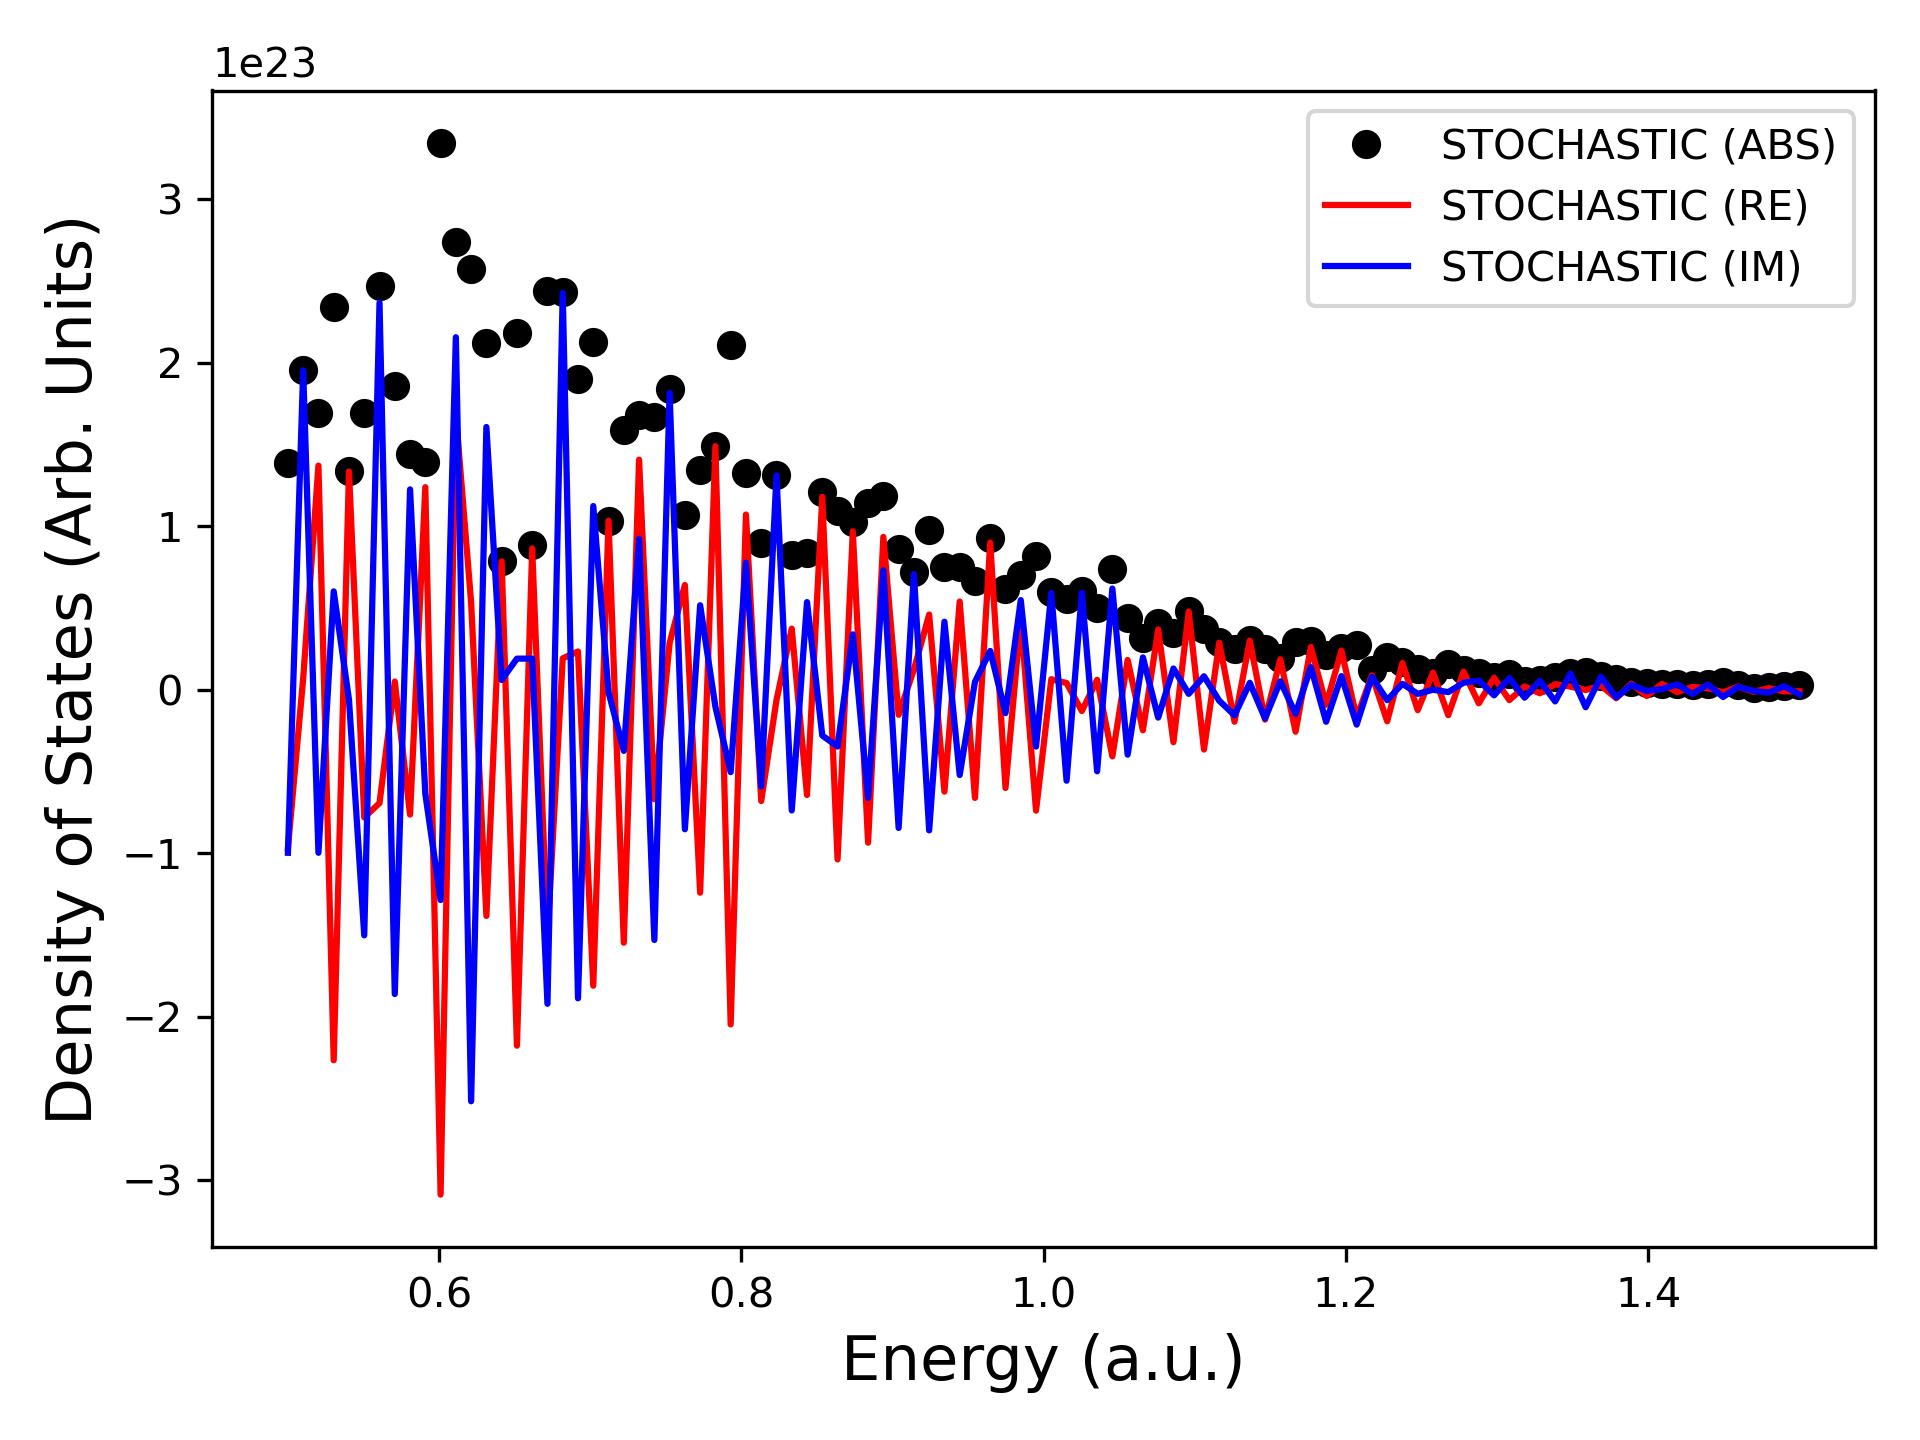 1e23
STOCHASTIC (ABS)
STOCHASTIC (RE)
STOCHASTIC (IM)
Density of States (Arb. Units)
3
2
1
0
−1
−2
−3
0.6
0.8
1.0
1.2
1.4
Energy (a.u.)